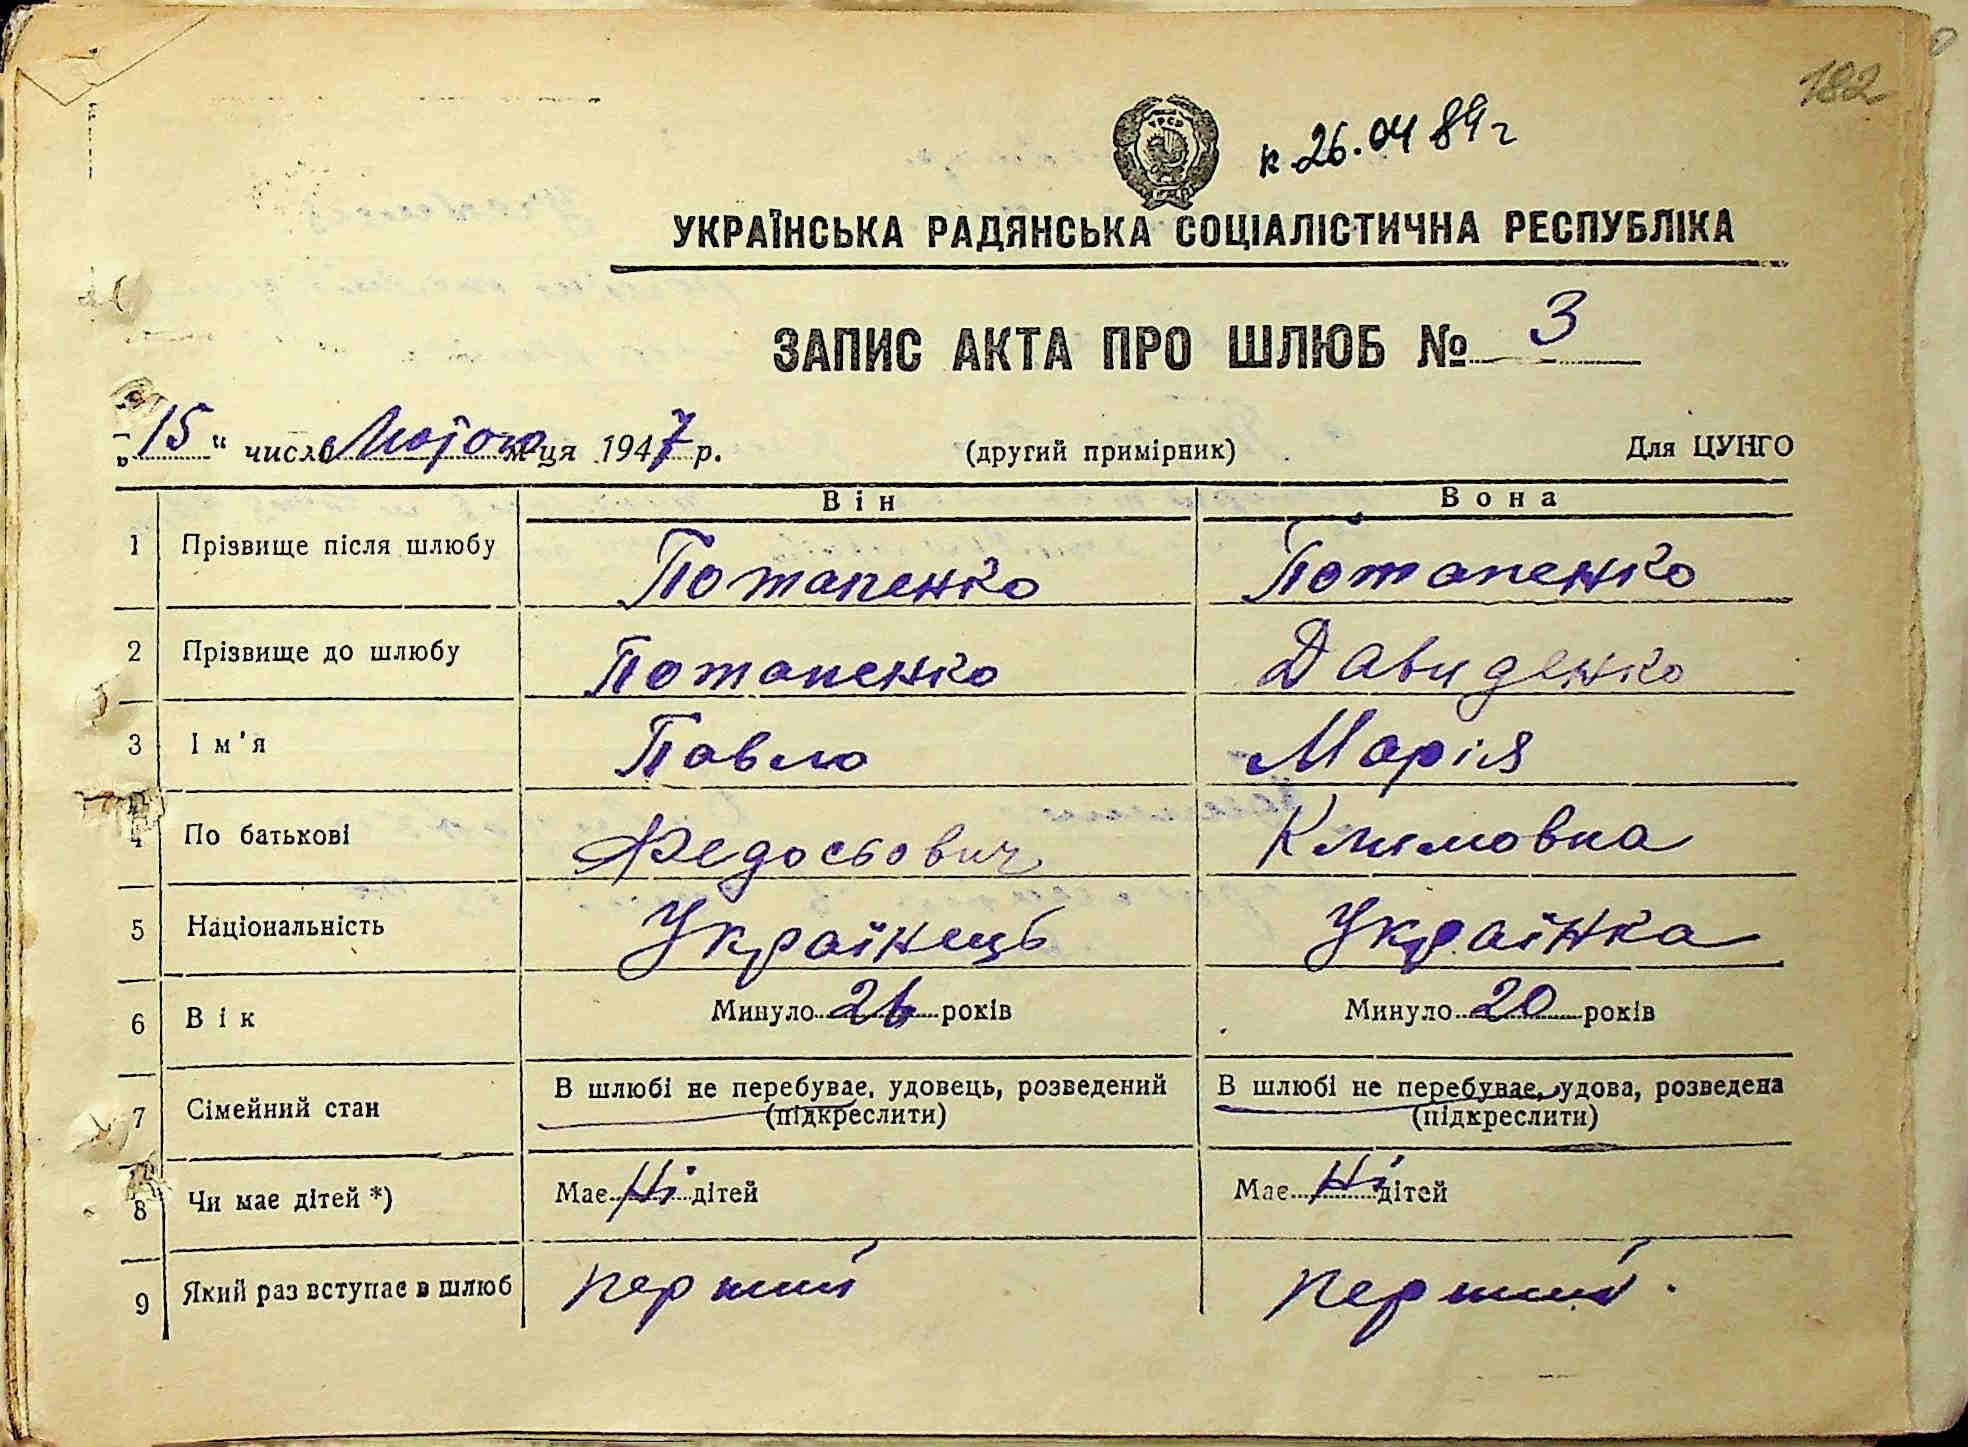 182
к 26.04 89 г
УРСР
УКРАЇНСЬКА РАДЯНСЬКА СОЦІАЛІСТИЧНА РЕСПУБЛІКА
ЗАПИС АКТА ПРО ШЛЮБ № 3
„15“ числа Лютого м-ця 1947 р. (другий примірник) Для ЦУНГО
Він Вона
1 Прізвище після шлюбу Потапенко Потапенко
2 Прізвище до шлюбу Потапенко Давиденко
3 Ім'я Павло Марія
4 По батькові Федосьович Климовна
5 Національність Українець Українка
6 Вік Минуло 26 років Минуло 20 років
7 Сімейний стан В шлюбі не перебуває, удовець, розведений В шлюбі не перебуває, удова, розведена
(підкреслити) (підкреслити)
8 Чи має дітей *) Має Ні дітей Має Ні дітей
9 Який раз вступає в шлюб перший перший.